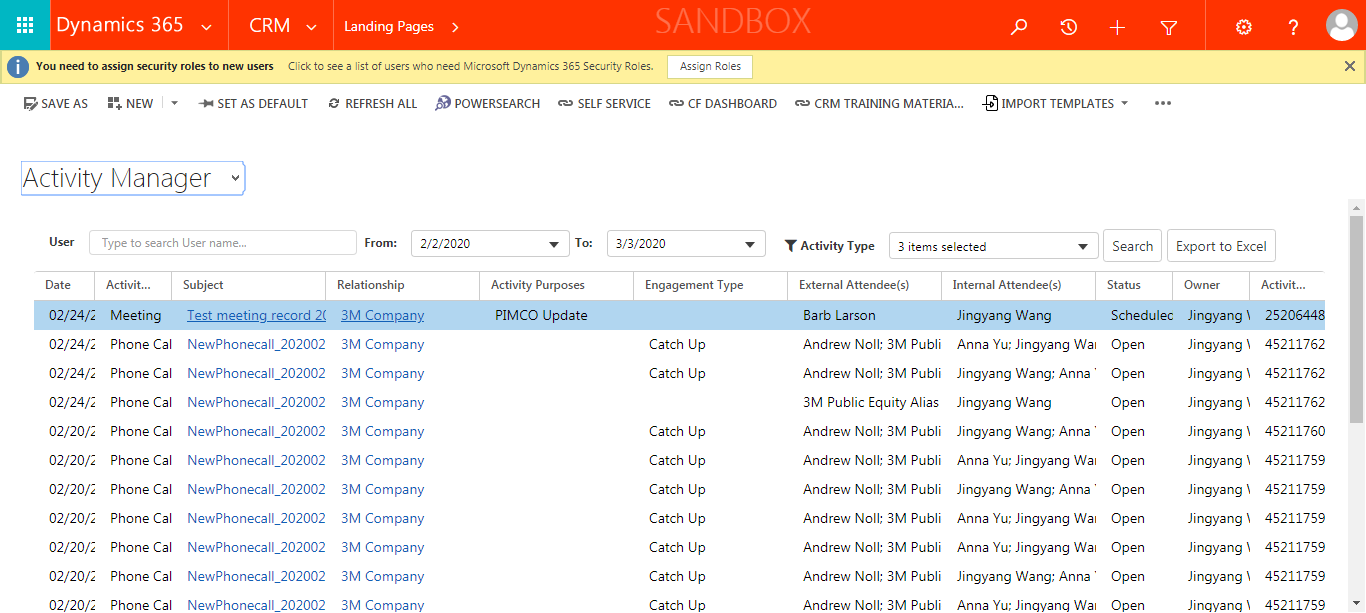 Dynamics 365 CRM Landing Pages SANDBOX ?
You need to assign security roles to new users Click to see a list of users who need Microsoft Dynamics 365 Security Roles. Assign Roles
SAVE AS NEW SET AS DEFAULT REFRESH ALL POWERSEARCH SELF SERVICE CF DASHBOARD CRM TRAINING MATERIA... IMPORT TEMPLATES ...
Activity Manager
User Type to search User name... From: 2/2/2020 To: 3/3/2020 Activity Type 3 items selected Search Export to Excel
Date Activit... Subject Relationship Activity Purposes Engagement Type External Attendee(s) Internal Attendee(s) Status Owner Activit...
02/24/2 Meeting Test meeting record 20 3M Company PIMCO Update Barb Larson Jingyang Wang Scheduled Jingyang 25206448
02/24/2 Phone Cal NewPhonecall_202002 3M Company Catch Up Andrew Noll; 3M Publi Anna Yu; Jingyang Wan Open Jingyang 45211762
02/24/2 Phone Cal NewPhonecall_202002 3M Company Catch Up Andrew Noll; 3M Publi Jingyang Wang; Anna Open Jingyang 45211762
02/24/2 Phone Cal NewPhonecall_202002 3M Company 3M Public Equity Alias Jingyang Wang Open Jingyang 45211762
02/20/2 Phone Cal NewPhonecall_202002 3M Company Catch Up Andrew Noll; 3M Publi Jingyang Wang; Anna Open Jingyang 45211760
02/20/2 Phone Cal NewPhonecall_202002 3M Company Catch Up Andrew Noll; 3M Publi Anna Yu; Jingyang Wan Open Jingyang 45211759
02/20/2 Phone Cal NewPhonecall_202002 3M Company Catch Up Andrew Noll; 3M Publi Jingyang Wang; Anna Open Jingyang 45211759
02/20/2 Phone Cal NewPhonecall_202002 3M Company Catch Up Andrew Noll; 3M Publi Anna Yu; Jingyang Wan Open Jingyang 45211759
02/20/2 Phone Cal NewPhonecall_202002 3M Company Catch Up Andrew Noll; 3M Publi Anna Yu; Jingyang Wan Open Jingyang 45211759
02/20/2 Phone Cal NewPhonecall_202002 3M Company Catch Up Andrew Noll; 3M Publi Jingyang Wang; Anna Open Jingyang 45211759
02/20/2 Phone Cal NewPhonecall_202002 3M Company Catch Up Andrew Noll; 3M Publi Anna Yu; Jingyang Wan Open Jingyang 45211759